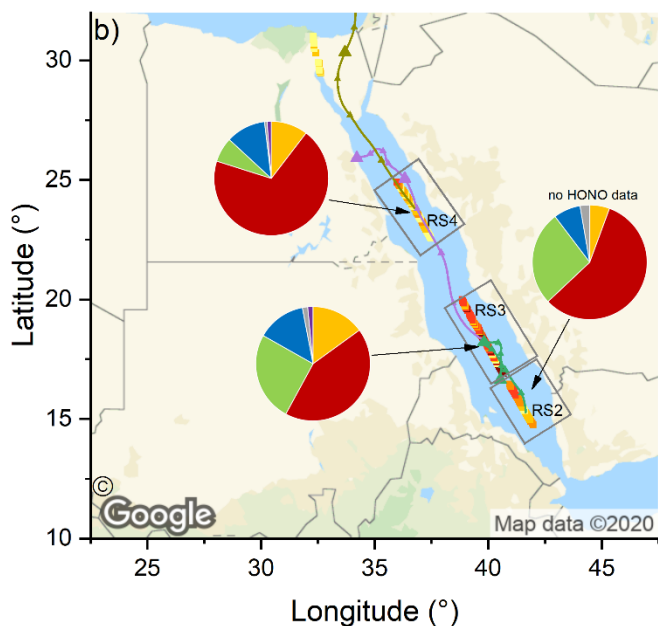 b)
30
25
20
15
10
Latitude (°)
no HONO data
RS4
RS3
RS2
©
Google
Map data ©2020
25
30
35
40
45
Longitude (°)